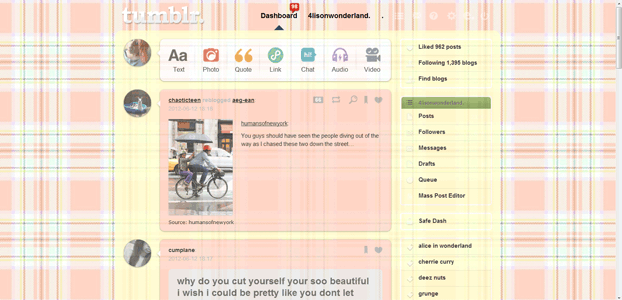 tumblr.
Dashboard
4lisonwonderland.
Text
Photo
Quote
Link
Chat
Audio
Video
Aa
hi!
chaoticteen reblogged aeg-ean
humansofnewyork
You guys should have seen the people diving out of the
way as I chased these two down the street...
Source: humansofnewyork
cumplane
why do you cut yourself your soo beautiful
i wish i could be pretty like you dont let
Liked 962 posts
Following 1,395 blogs
Find blogs
4lisonwonderland.
Posts
Followers
Messages
Drafts
Queue
Mass Post Editor
Safe Dash
alice in wonderland
cherrie curry
deez nuts
grunge